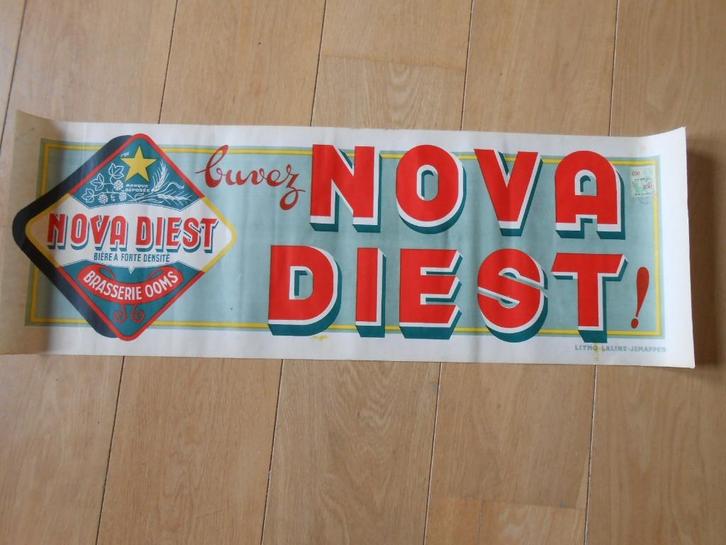 MARQUE
DÉPOSÉE
NOVA DIEST
BIÈRE A FORTE DENSITÉ
BRASSERIE OOMS
buvez NOVA
DIEST!
LITHO LALINE-JEMAPPES